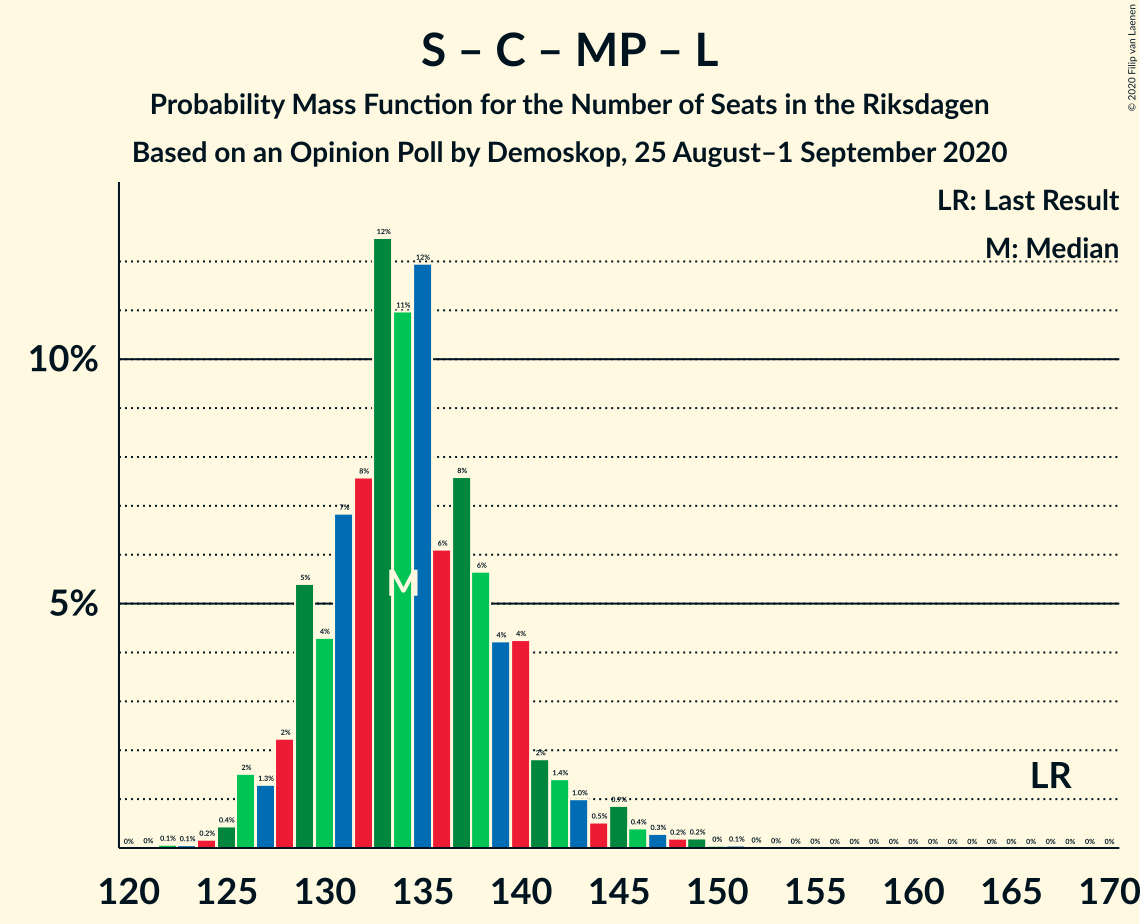 S – C – MP – L
Probability Mass Function for the Number of Seats in the Riksdagen
Based on an Opinion Poll by Demoskop, 25 August–1 September 2020
© 2020 Filip van Laenen
LR: Last Result
M: Median
10%
5%
0% 0% 0.1% 0.1% 0.2% 0.4% 2% 1.3% 2% 5% 4% 7% 8% 12% 11% 12% 6% 8% 6% 4% 4% 2% 1.4% 1.0% 0.5% 0.9% 0.4% 0.3% 0.2% 0.2% 0% 0.1% 0% 0% 0% 0% 0% 0% 0% 0% 0% 0% 0% 0% 0% 0% 0% 0% 0% 0% 0%
M
LR
120 125 130 135 140 145 150 155 160 165 170